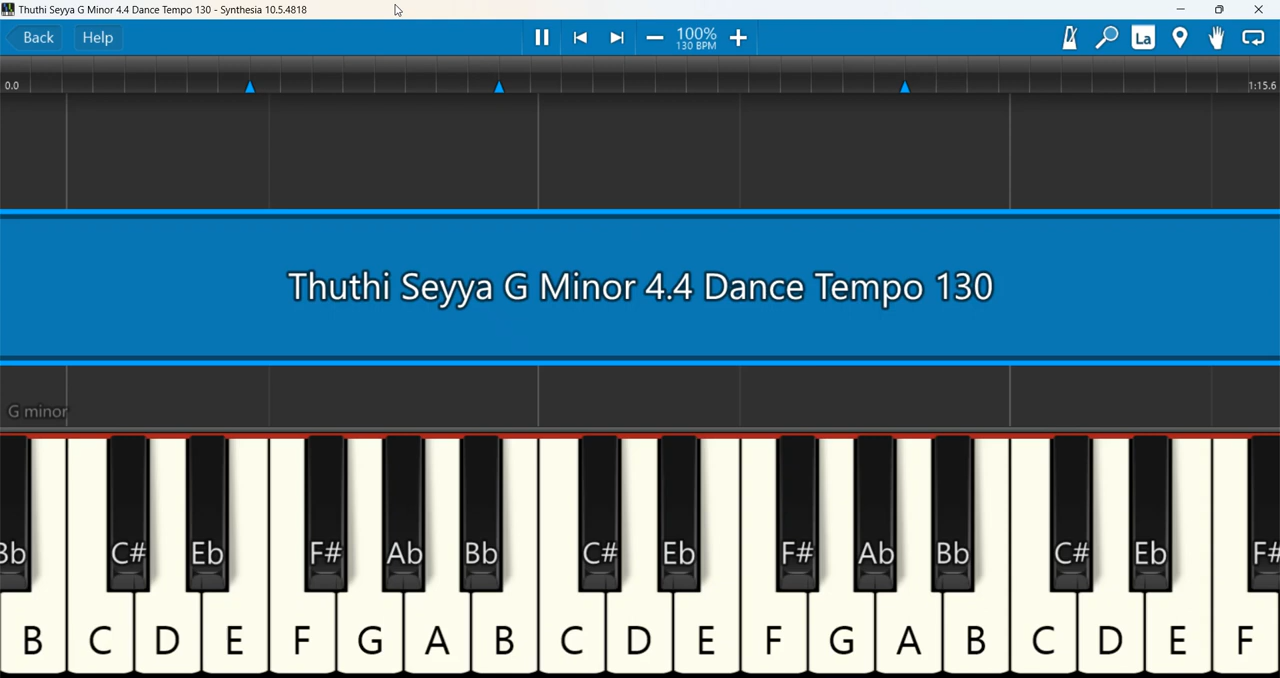 Thuthi Seyya G Minor 4.4 Dance Tempo 130 - Synthesia 10.5.4818
Back Help 100% La
130 BPM
0.0 1:15.6
Thuthi Seyya G Minor 4.4 Dance Tempo 130
G minor
Bb C# Eb F# Ab Bb C# Eb F# Ab Bb C# Eb F#
B C D E F G A B C D E F G A B C D E F